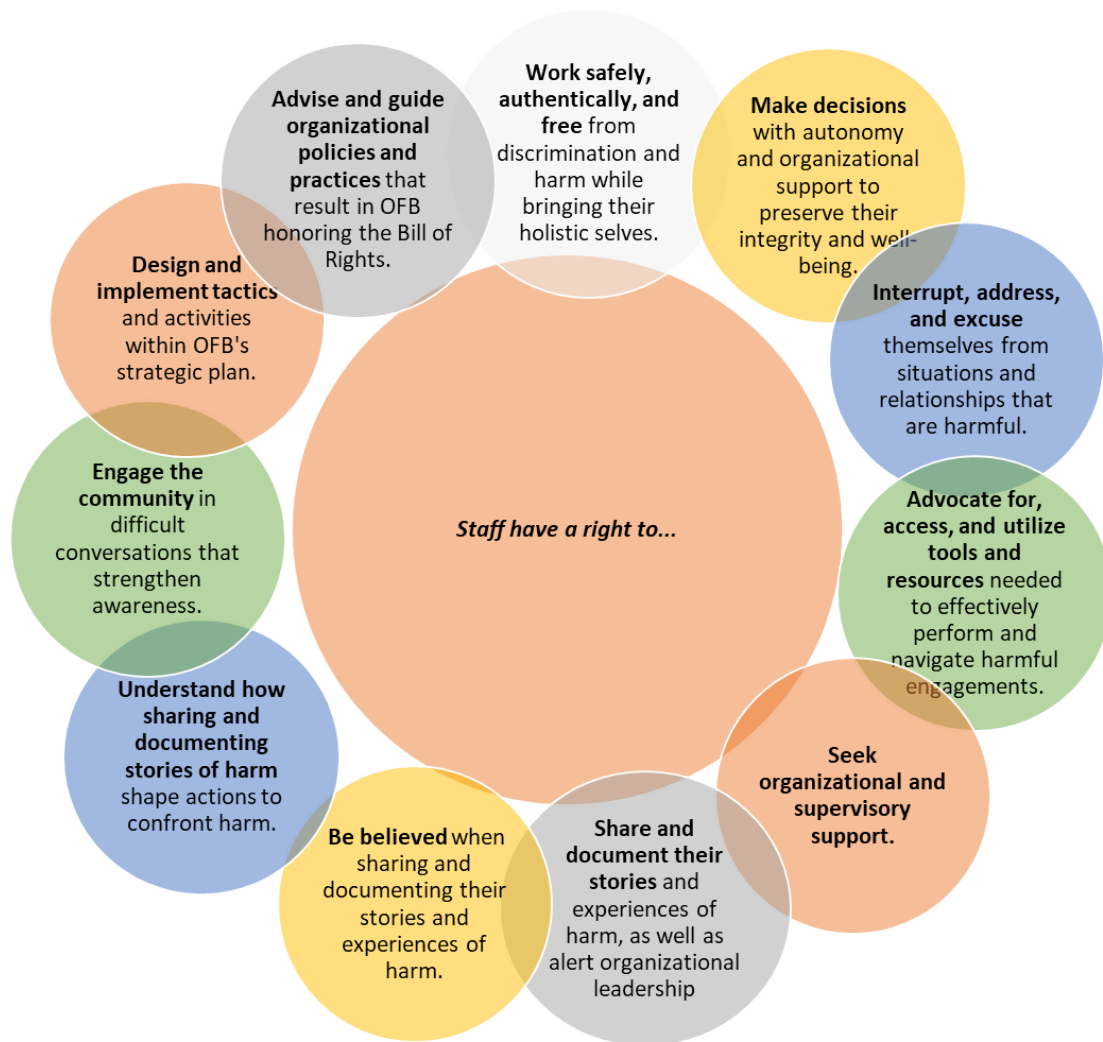 Work safely,
authentically, and
free from
discrimination and
harm while
bringing their
holistic selves.
Make decisions
with autonomy
and organizational
support to
preserve their
integrity and well-
being.
Interrupt, address,
and excuse
themselves from
situations and
relationships that
are harmful.
Advocate for,
access, and utilize
tools and
resources needed
to effectively
perform and
navigate harmful
engagements.
Seek
organizational and
supervisory
support.
Share and
document their
stories and
experiences of
harm, as well as
alert organizational
leadership
Be believed when
sharing and
documenting their
stories and
experiences of
harm.
Understand how
sharing and
documenting
stories of harm
shape actions to
confront harm.
Engage the
community in
difficult
conversations that
strengthen
awareness.
Design and
implement tactics
and activities
within OFB's
strategic plan.
Advise and guide
organizational
policies and
practices that
result in OFB
honoring the Bill of
Rights.
Staff have a right to...